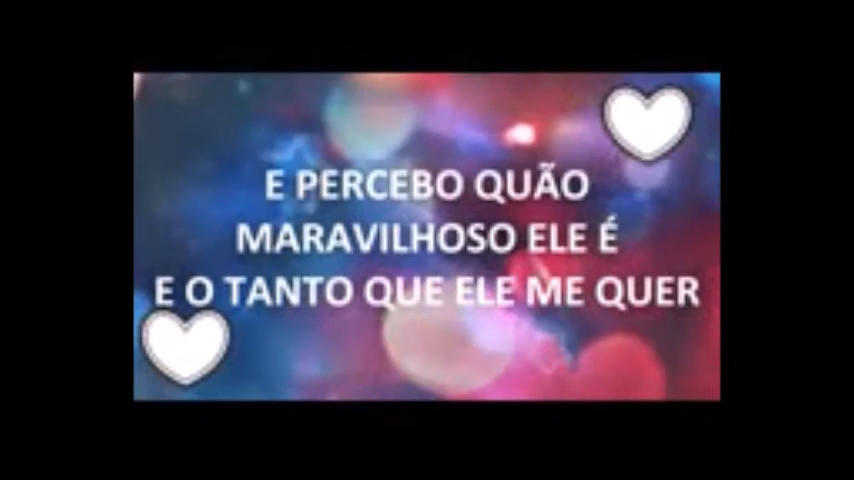 E PERCEBO QUÃO
MARAVILHOSO ELE É
E O TANTO QUE ELE ME QUER